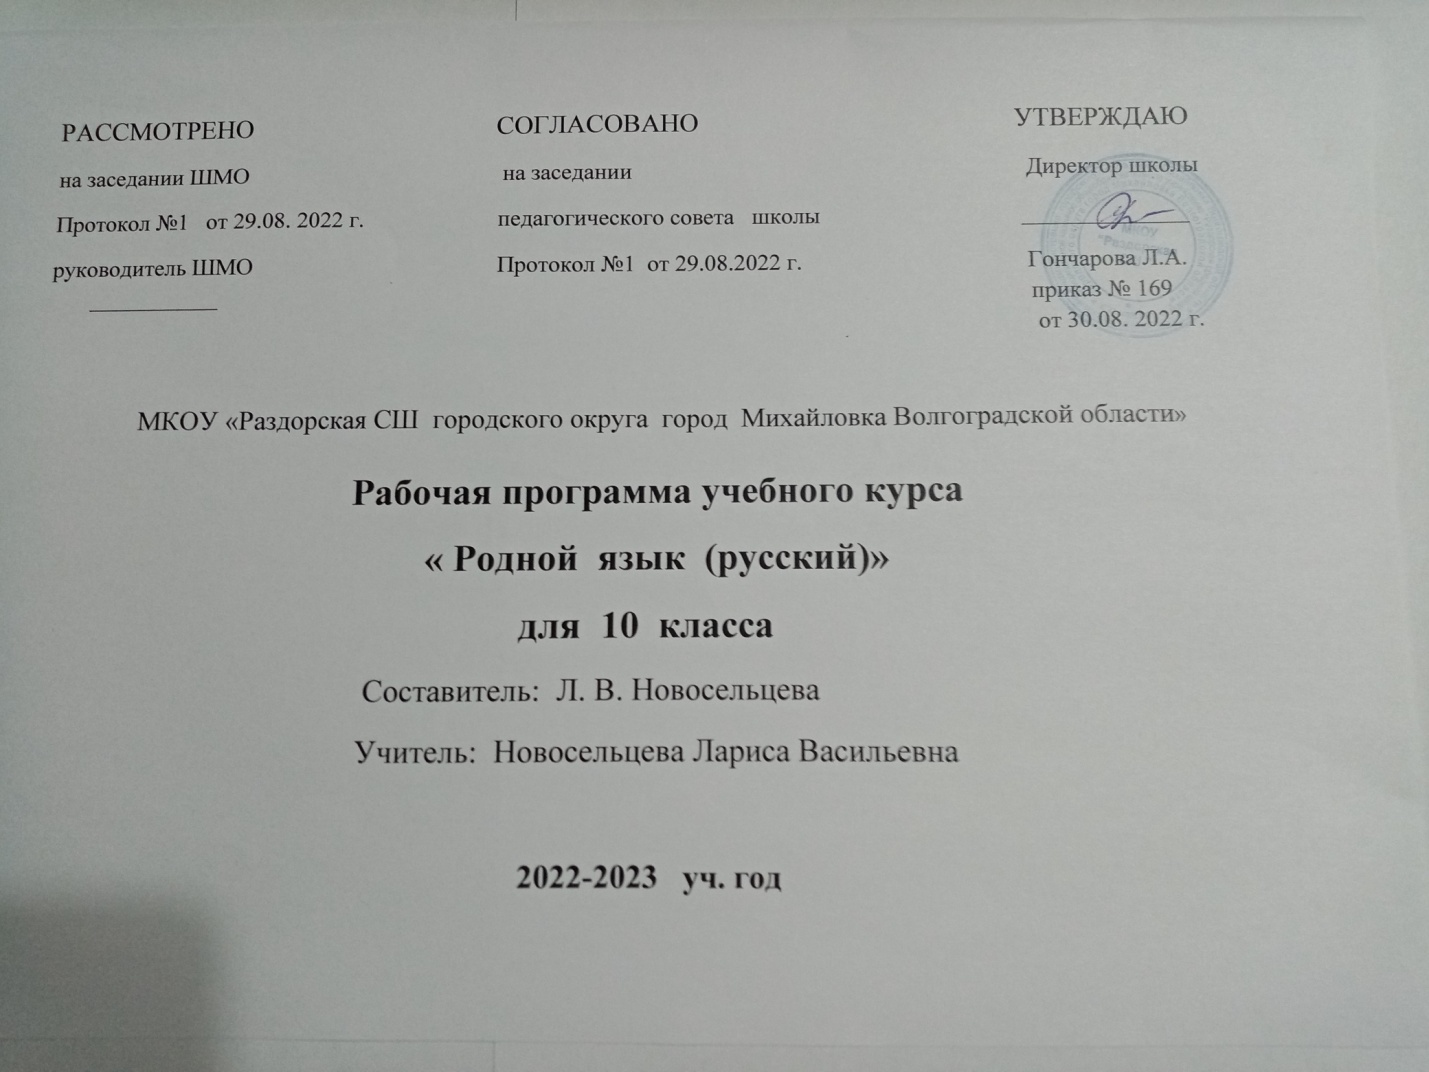 РАССМОТРЕНО
на заседании ШМО
Протокол №1 от 29.08. 2022 г.
руководитель ШМО
СОГЛАСОВАНО
на заседании
педагогического совета школы
Протокол №1 от 29.08.2022 г.
УТВЕРЖДАЮ
Директор школы
МКОУ
Гончарова Л.А.
приказ № 169
от 30.08. 2022 г.
МКОУ «Раздорская СШ городского округа город Михайловка Волгоградской области»
Рабочая программа учебного курса
« Родной язык (русский)»
для 10 класса
Составитель: Л. В. Новосельцева
Учитель: Новосельцева Лариса Васильевна
2022-2023 уч. год